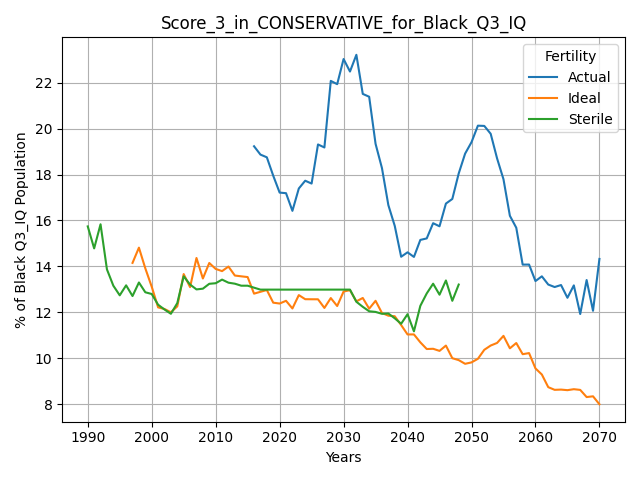 Score_3_in_CONSERVATIVE_for_Black_Q3_IQ
Fertility
Actual
Ideal
Sterile
% of Black Q3_IQ Population
22
20
18
16
14
12
10
8
1990 2000 2010 2020 2030 2040 2050 2060 2070
Years